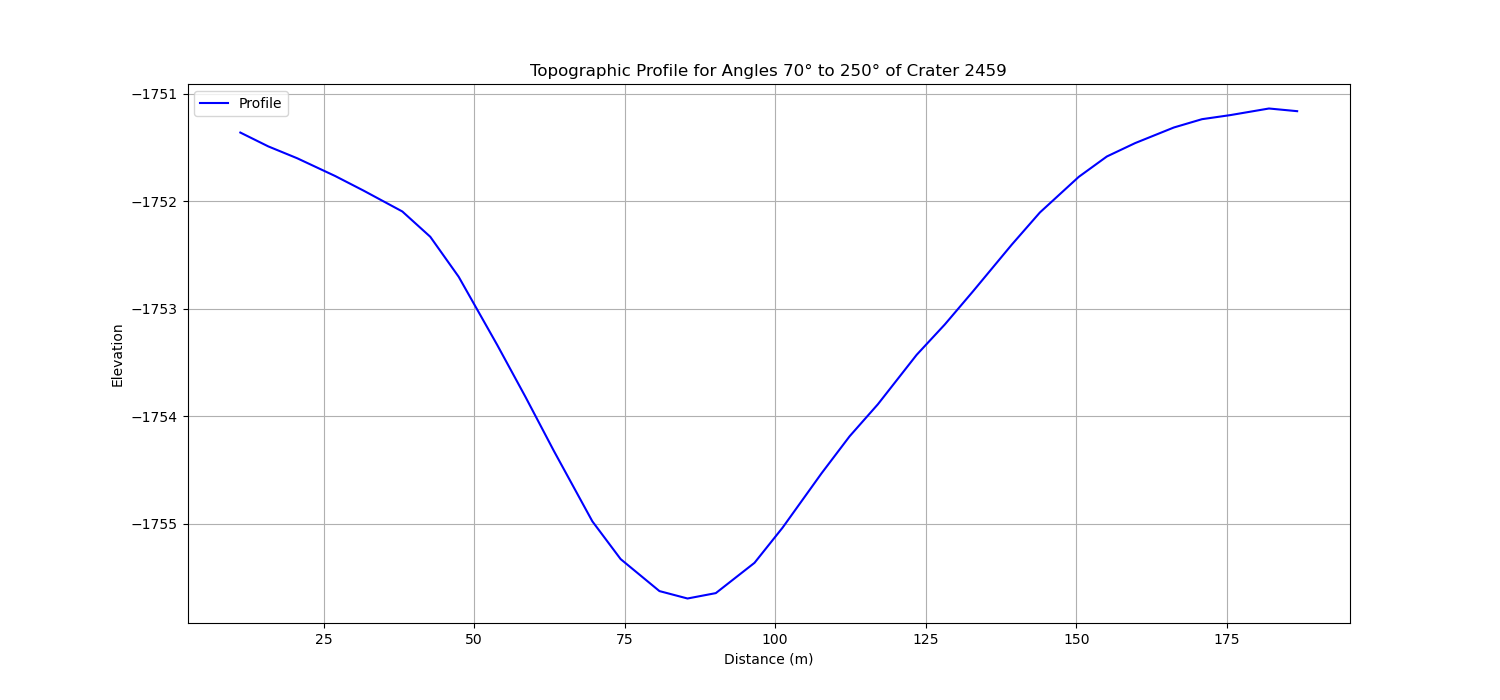 Topographic Profile for Angles 70° to 250° of Crater 2459
Profile
−1751
−1752
−1753
−1754
−1755
Elevation
25 50 75 100 125 150 175
Distance (m)